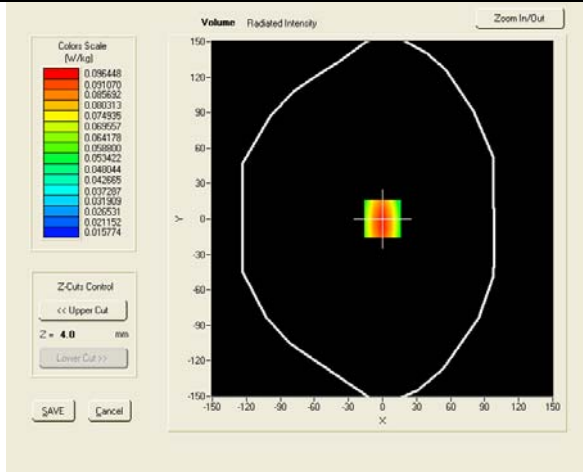 Volume Radiated Intensity
Zoom In/Out
Colors Scale
(W/kg)
0.096448
0.091070
0.085692
0.080313
0.074935
0.069557
0.064178
0.058800
0.053422
0.048044
0.042665
0.037287
0.031909
0.026531
0.021152
0.015774
Z-Cuts Control
<< Upper Cut
Z = 4.0 mm
Lower Cut >>
SAVE Cancel
150
120
90
60
30
0
-30
-60
-90
-120
-150
Y
-150 -120 -90 -60 -30 0 30 60 90 120 150
X